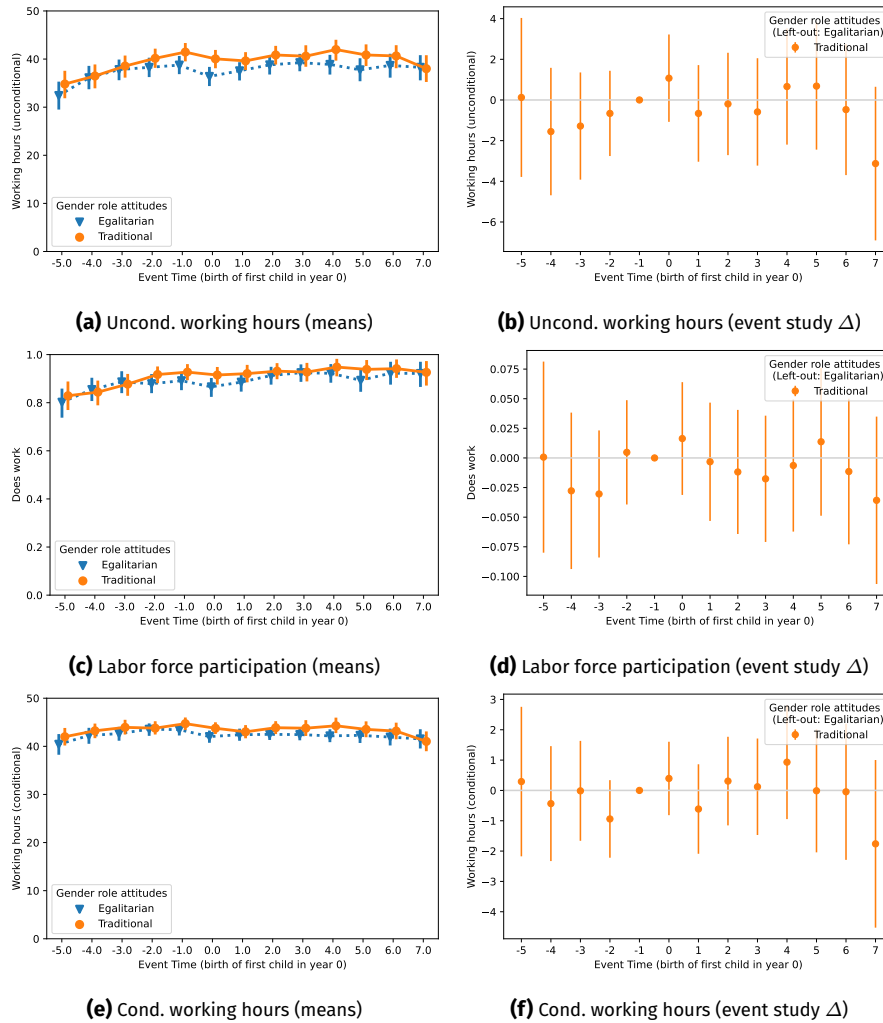 50
40
30
20
10
0
Working hours (unconditional)
Gender role attitudes
Egalitarian
Traditional
-5.0 -4.0 -3.0 -2.0 -1.0 0.0 1.0 2.0 3.0 4.0 5.0 6.0 7.0
Event Time (birth of first child in year 0)
(a) Uncond. working hours (means)
4
2
0
−2
−4
−6
Working hours (unconditional)
Gender role attitudes
(Left-out: Egalitarian)
Traditional
-5 -4 -3 -2 -1 0 1 2 3 4 5 6 7
Event Time (birth of first child in year 0)
(b) Uncond. working hours (event study Δ)
1.0
0.8
0.6
0.4
0.2
0.0
Does work
Gender role attitudes
Egalitarian
Traditional
-5.0 -4.0 -3.0 -2.0 -1.0 0.0 1.0 2.0 3.0 4.0 5.0 6.0 7.0
Event Time (birth of first child in year 0)
(c) Labor force participation (means)
0.075
0.050
0.025
0.000
−0.025
−0.050
−0.075
−0.100
Does work
Gender role attitudes
(Left-out: Egalitarian)
Traditional
-5 -4 -3 -2 -1 0 1 2 3 4 5 6 7
Event Time (birth of first child in year 0)
(d) Labor force participation (event study Δ)
50
40
30
20
10
0
Working hours (conditional)
Gender role attitudes
Egalitarian
Traditional
-5.0 -4.0 -3.0 -2.0 -1.0 0.0 1.0 2.0 3.0 4.0 5.0 6.0 7.0
Event Time (birth of first child in year 0)
(e) Cond. working hours (means)
3
2
1
0
−1
−2
−3
−4
Working hours (conditional)
Gender role attitudes
(Left-out: Egalitarian)
Traditional
-5 -4 -3 -2 -1 0 1 2 3 4 5 6 7
Event Time (birth of first child in year 0)
(f) Cond. working hours (event study Δ)